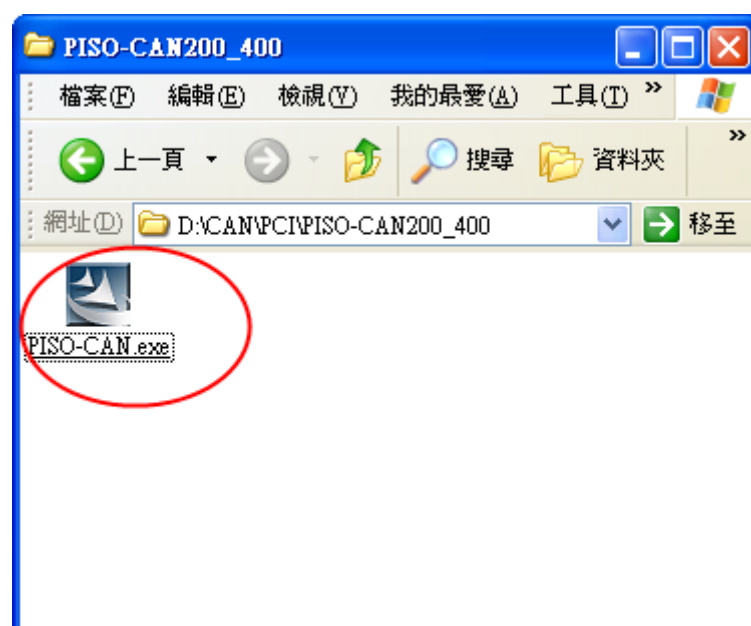 PISO-CAN200_400
檔案(F) 編輯(E) 檢視(V) 我的最愛(A) 工具(T) »
上一頁 搜尋 資料夾 »
網址(D) D:\CAN\PCI\PISO-CAN200_400 移至
PISO-CAN.exe